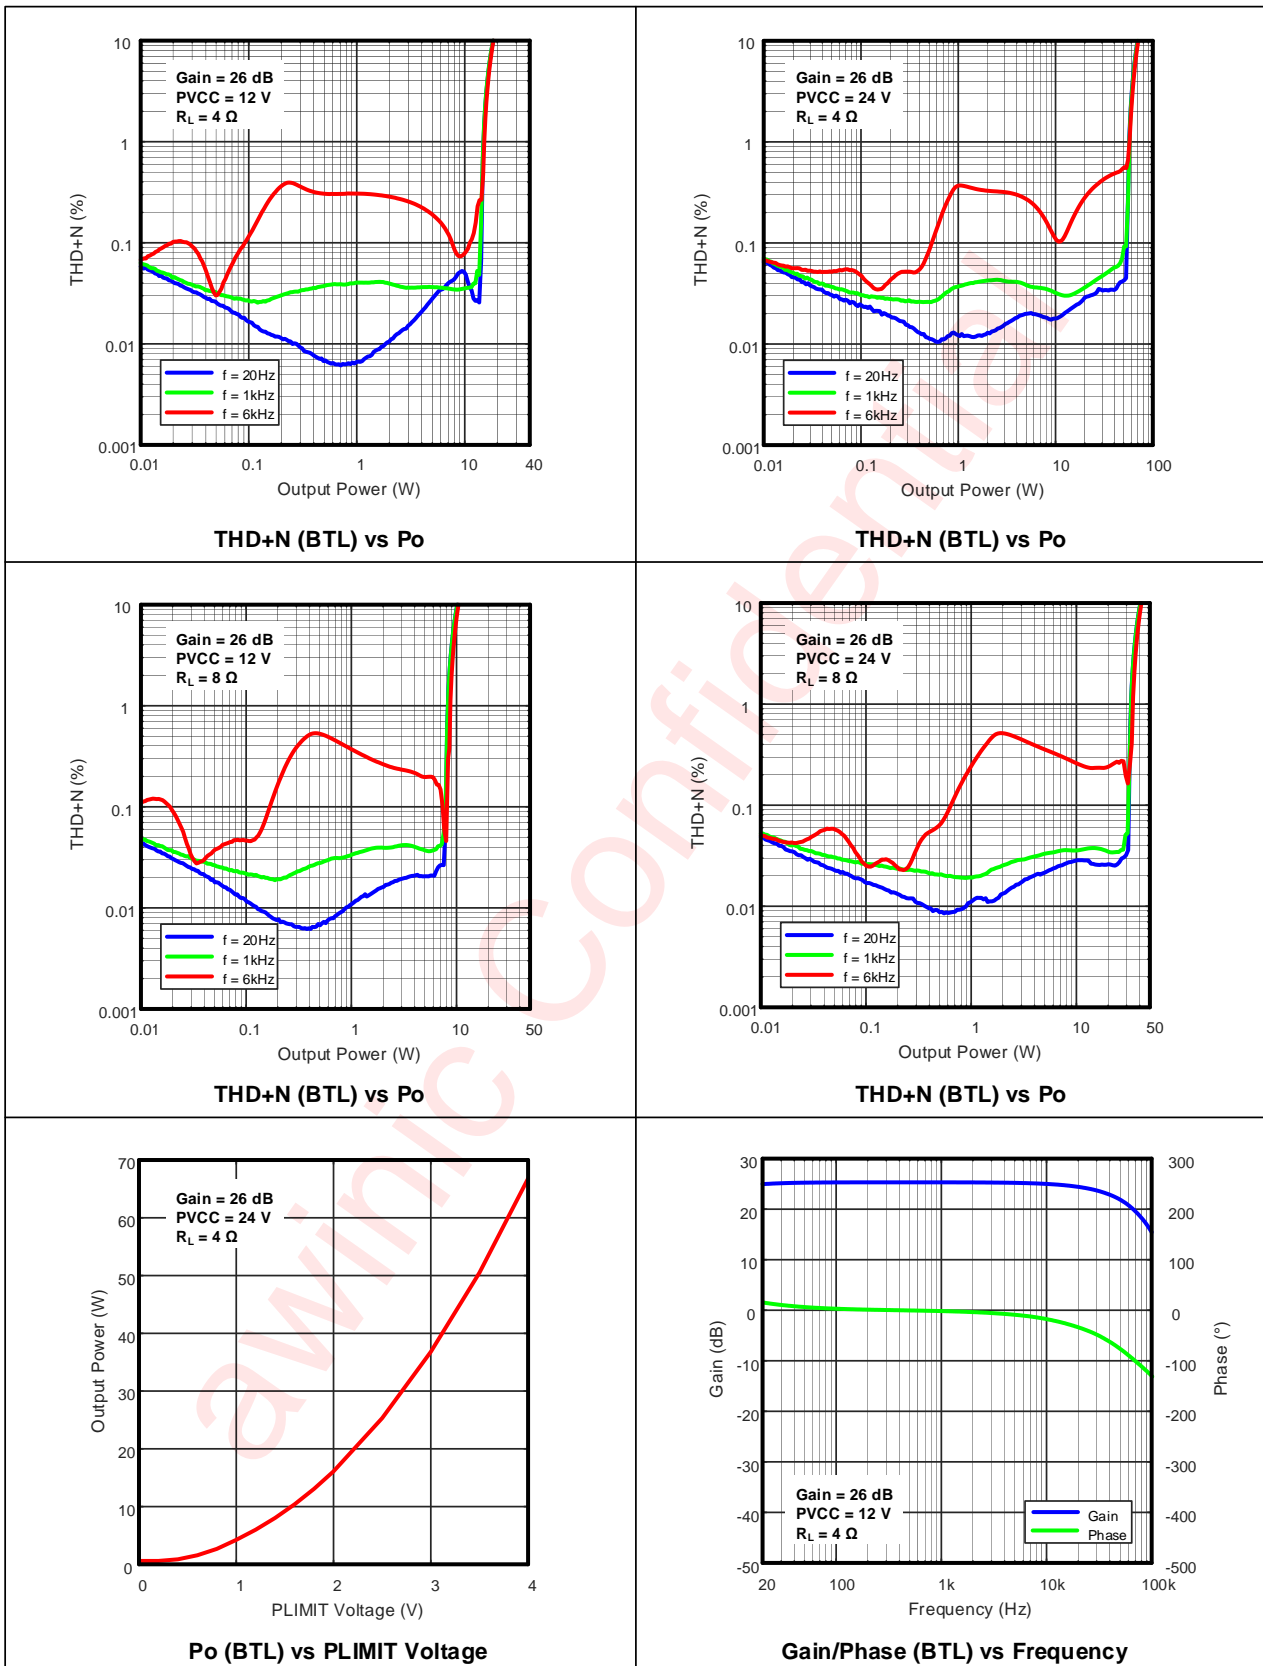 Gain = 26 dB
PVCC = 12 V
RL = 4 Ω
10
1
0.1
0.01
0.001
THD+N (%)
f = 20Hz
f = 1kHz
f = 6kHz
0.01
0.1
1
10
40
Output Power (W)
THD+N (BTL) vs Po
Gain = 26 dB
PVCC = 24 V
RL = 4 Ω
10
1
0.1
0.01
0.001
THD+N (%)
f = 20Hz
f = 1kHz
f = 6kHz
0.01
0.1
1
10
100
Output Power (W)
THD+N (BTL) vs Po
Gain = 26 dB
PVCC = 12 V
RL = 8 Ω
10
1
0.1
0.01
0.001
THD+N (%)
f = 20Hz
f = 1kHz
f = 6kHz
0.01
0.1
1
10
50
Output Power (W)
THD+N (BTL) vs Po
Gain = 26 dB
PVCC = 24 V
RL = 8 Ω
10
1
0.1
0.01
0.001
THD+N (%)
f = 20Hz
f = 1kHz
f = 6kHz
0.01
0.1
1
10
50
Output Power (W)
THD+N (BTL) vs Po
Gain = 26 dB
PVCC = 24 V
RL = 4 Ω
70
60
50
40
30
20
10
0
Output Power (W)
0
1
2
3
4
PLIMIT Voltage (V)
Po (BTL) vs PLIMIT Voltage
30
20
10
0
-10
-20
-30
-40
-50
Gain (dB)
300
200
100
0
-100
-200
-300
-400
-500
Phase (°)
Gain = 26 dB
PVCC = 12 V
RL = 4 Ω
Gain
Phase
20
100
1k
10k
100k
Frequency (Hz)
Gain/Phase (BTL) vs Frequency
awinic Confidential